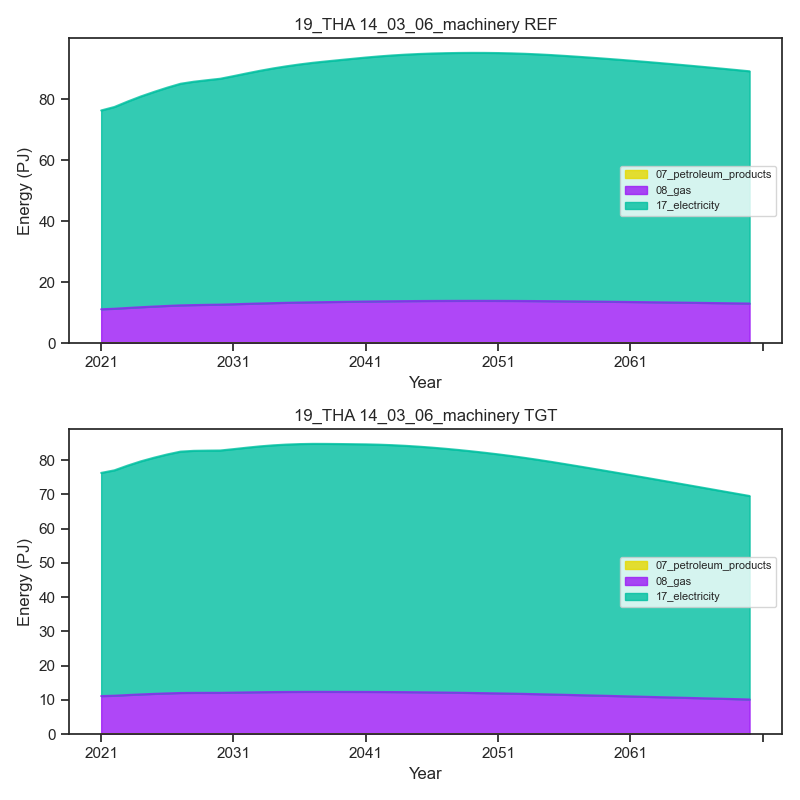 19_THA 14_03_06_machinery REF
Energy (PJ)
80
60
40
20
0
07_petroleum_products
08_gas
17_electricity
2021 2031 2041 2051 2061
Year
19_THA 14_03_06_machinery TGT
Energy (PJ)
80
70
60
50
40
30
20
10
0
07_petroleum_products
08_gas
17_electricity
2021 2031 2041 2051 2061
Year